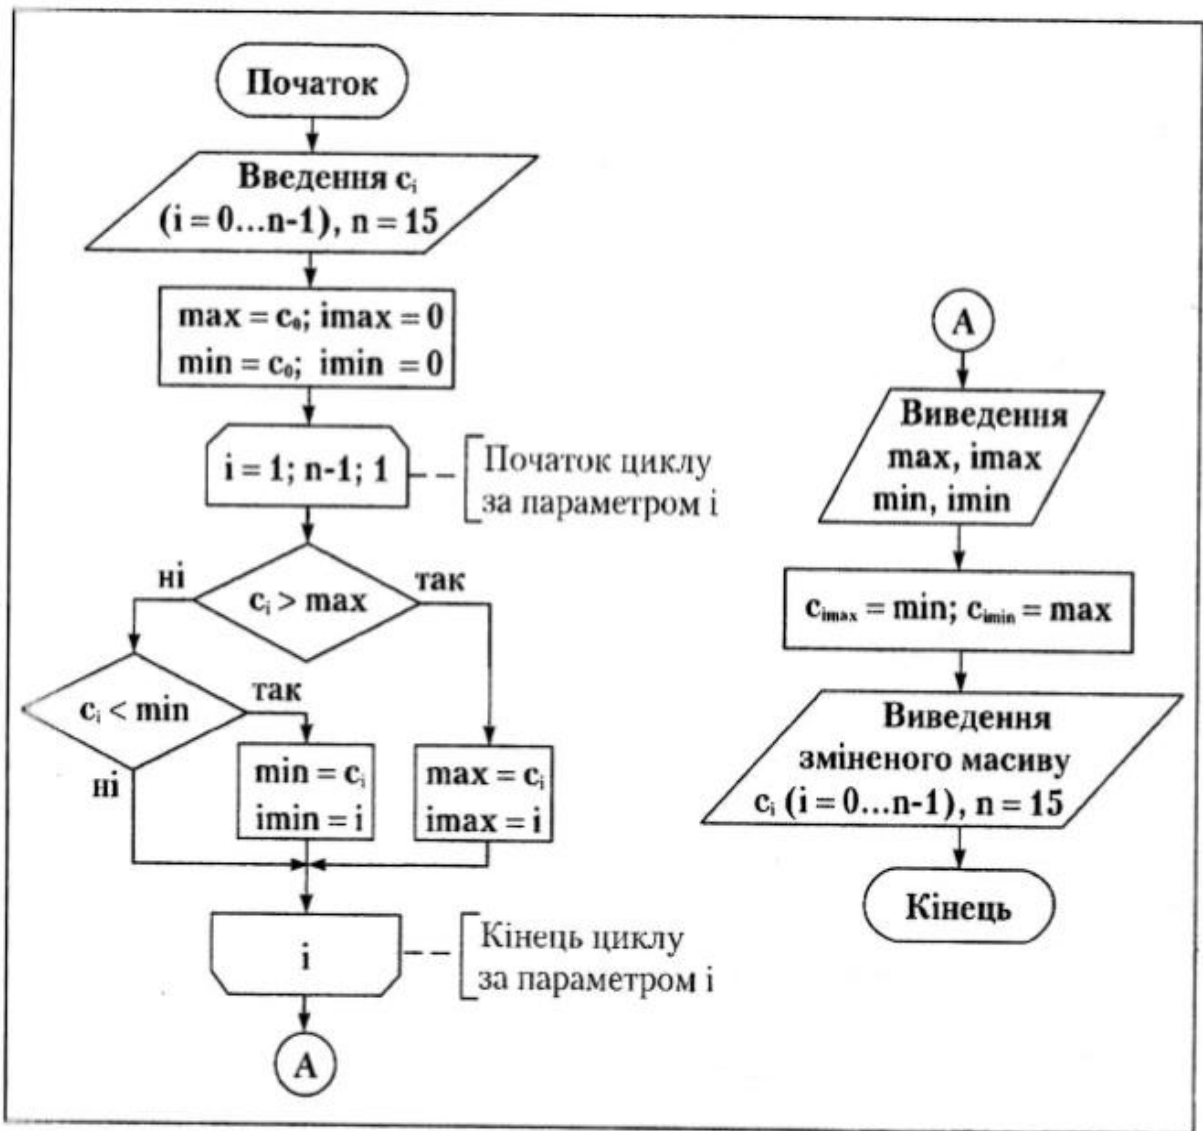 Початок
Введення cᵢ
(i = 0...n-1), n = 15
max = c₀; imax = 0
min = c₀; imin = 0
i = 1; n-1; 1
Початок циклу
за параметром i
ні
cᵢ > max
так
cᵢ < min
так
ні
min = cᵢ
imin = i
max = cᵢ
imax = i
i
Кінець циклу
за параметром i
A
A
Виведення
max, imax
min, imin
c_imax = min; c_imin = max
Виведення
зміненого масиву
cᵢ (i = 0...n-1), n = 15
Кінець